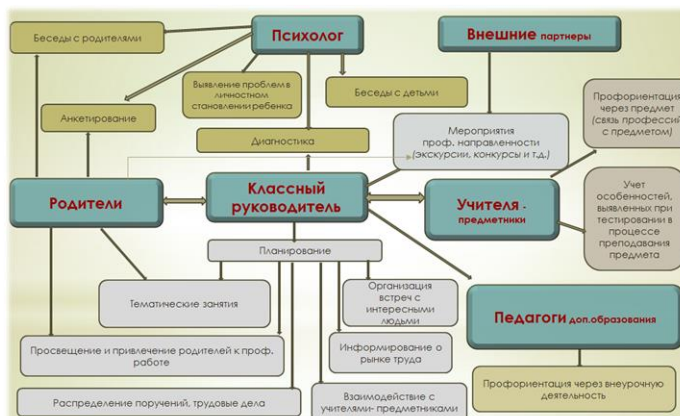 Беседы с родителями
Психолог
Внешние партнеры
Выявление проблем в
личностном
становлении ребенка
Беседы с детьми
Профориентация
через предмет
(связь профессий
с предметом)
Анкетирование
Диагностика
Мероприятия
проф. направленности
(экскурсии, конкурсы и т.д.)
Родители
Классный
руководитель
Учителя -
предметники
Учет
особенностей,
выявленных при
тестировании в
процессе
преподавания
предмета
Планирование
Тематические занятия
Организация
встреч с
интересными
людьми
Педагоги доп.образования
Просвещение и привлечение родителей к проф.
работе
Информирование о
рынке труда
Профориентация через внеурочную
деятельность
Распределение поручений, трудовые дела
Взаимодействие с
учителями- предметниками